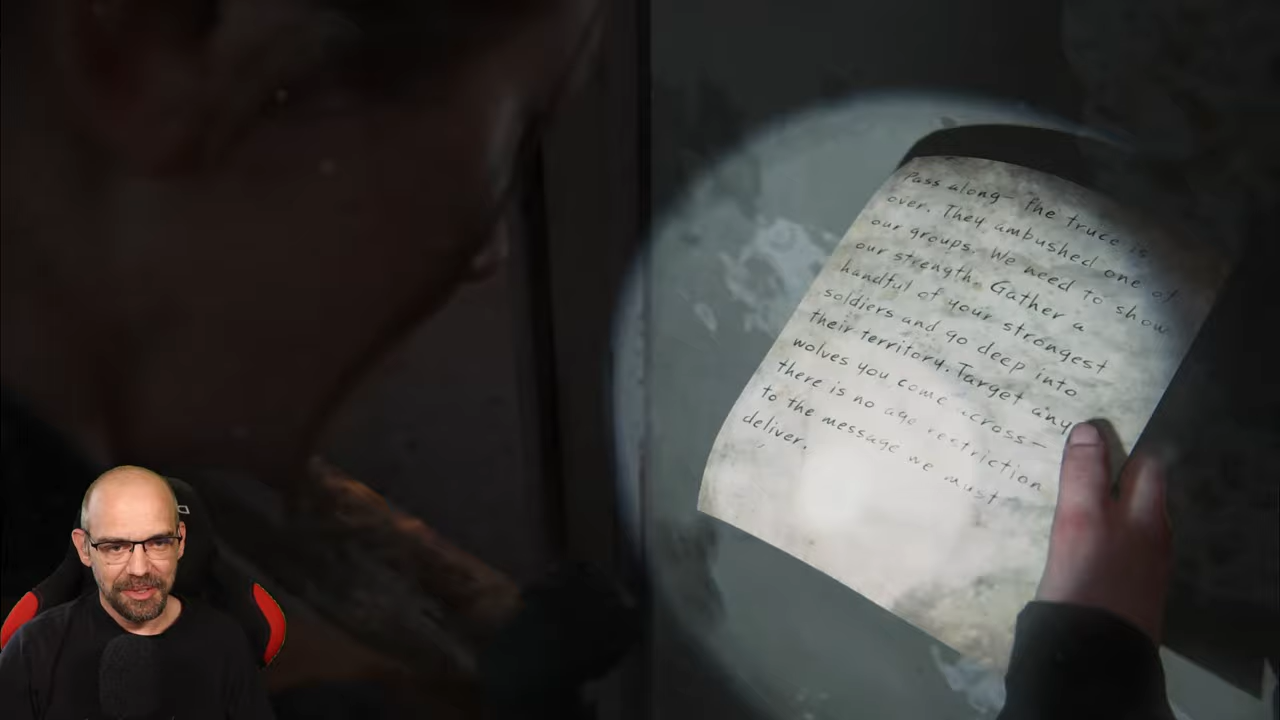 Pass along— the truce is
over. They ambushed one of
our groups. We need to show
our strength. Gather a
handful of your strongest
soldiers and go deep into
their territory. Target any
wolves you come across—
there is no age restriction
to the message we must
deliver.